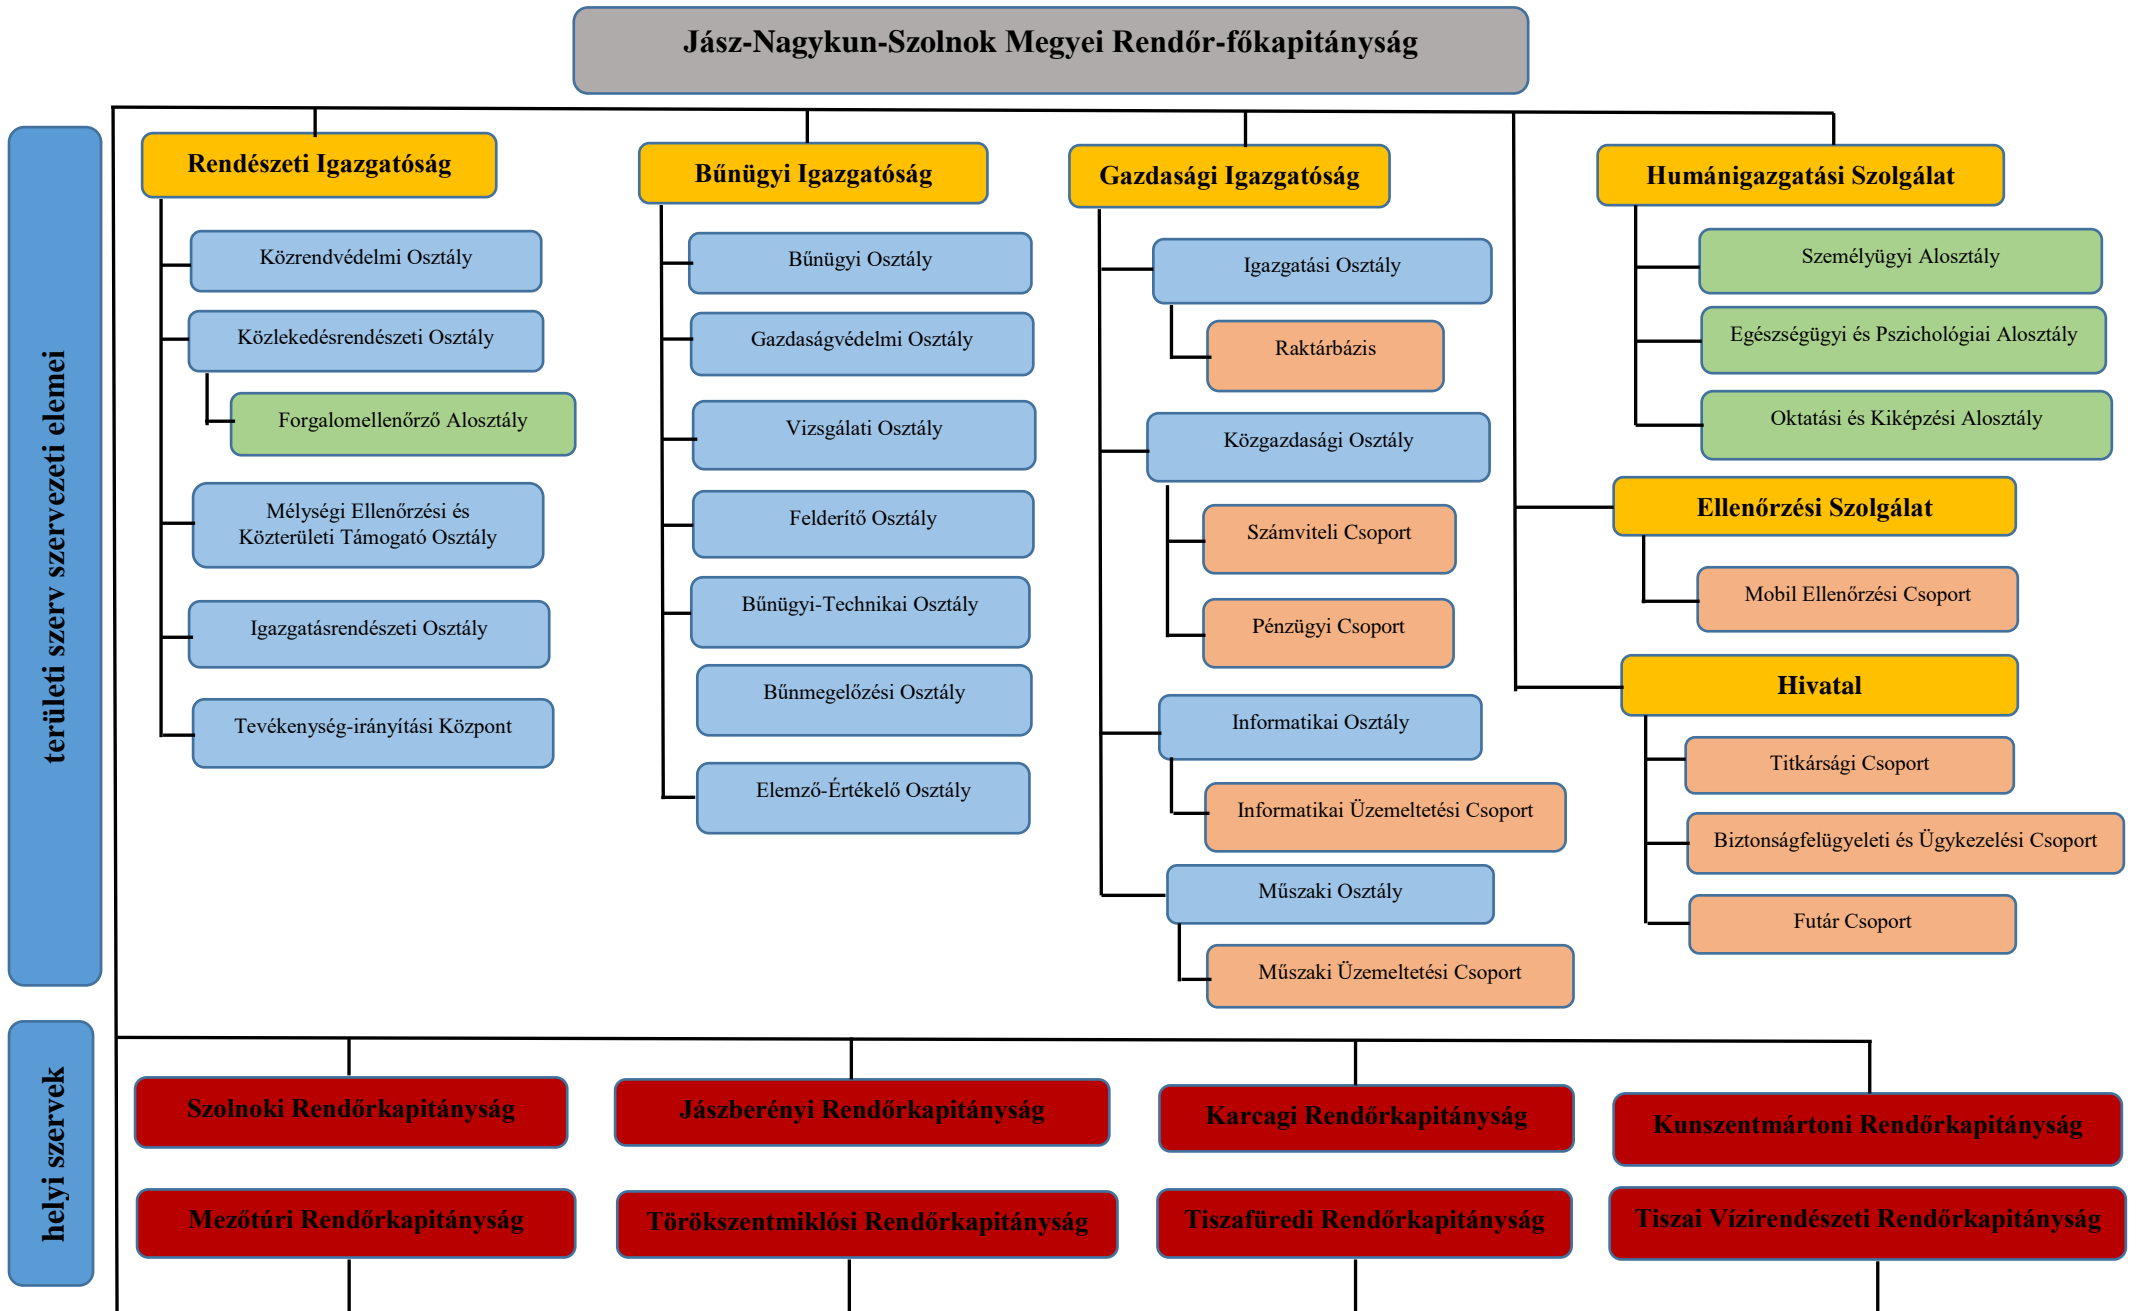 Jász-Nagykun-Szolnok Megyei Rendőr-főkapitányság
területi szerv szervezeti elemei
Rendészeti Igazgatóság
Közrendvédelmi Osztály
Közlekedésrendészeti Osztály
Forgalomellenőrző Alosztály
Mélységi Ellenőrzési és
Közterületi Támogató Osztály
Igazgatásrendészeti Osztály
Tevékenység-irányítási Központ
Bűnügyi Igazgatóság
Bűnügyi Osztály
Gazdaságvédelmi Osztály
Vizsgálati Osztály
Felderítő Osztály
Bűnügyi-Technikai Osztály
Bűnmegelőzési Osztály
Elemző-Értékelő Osztály
Gazdasági Igazgatóság
Igazgatási Osztály
Raktárbázis
Közgazdasági Osztály
Számviteli Csoport
Pénzügyi Csoport
Informatikai Osztály
Informatikai Üzemeltetési Csoport
Műszaki Osztály
Műszaki Üzemeltetési Csoport
Humánigazgatási Szolgálat
Személyügyi Alosztály
Egészségügyi és Pszichológiai Alosztály
Oktatási és Kiképzési Alosztály
Ellenőrzési Szolgálat
Mobil Ellenőrzési Csoport
Hivatal
Titkársági Csoport
Biztonságfelügyeleti és Ügykezelési Csoport
Futár Csoport
helyi szervek
Szolnoki Rendőrkapitányság
Jászberényi Rendőrkapitányság
Karcagi Rendőrkapitányság
Kunszentmártoni Rendőrkapitányság
Mezőtúri Rendőrkapitányság
Törökszentmiklósi Rendőrkapitányság
Tiszafüredi Rendőrkapitányság
Tiszai Vízirendészeti Rendőrkapitányság